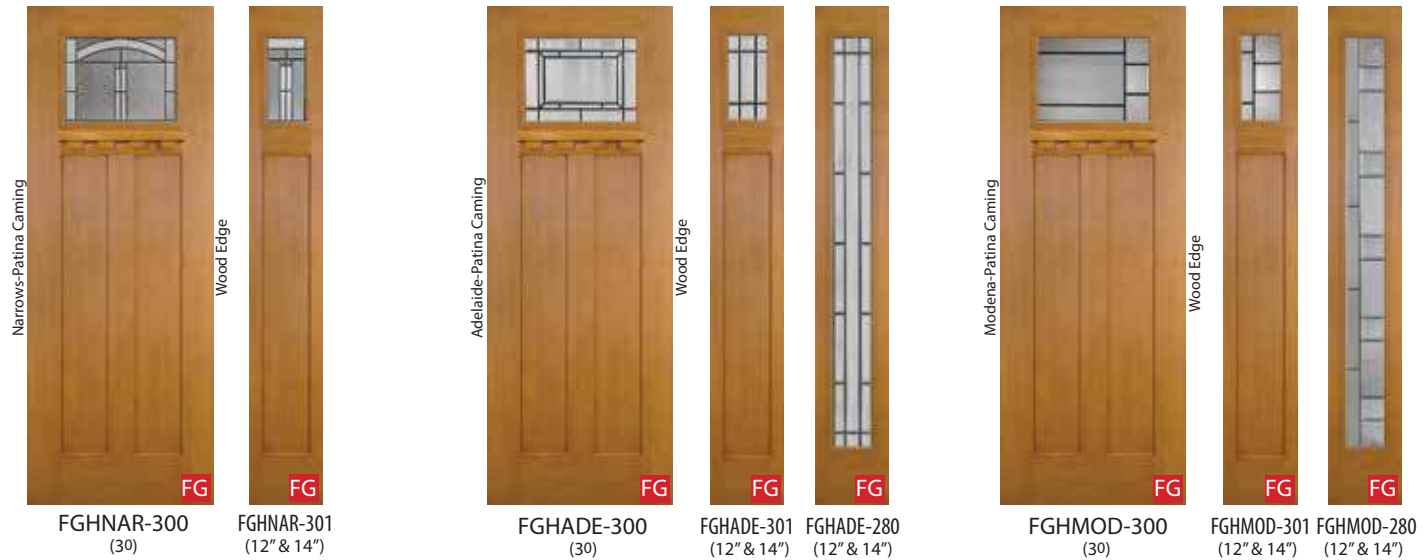 Narrows-Patina Caming
Wood Edge
FG
FG
FGHNAR-300
(3⁰)
FGHNAR-301
(12” & 14”)
Adelaide-Patina Caming
Wood Edge
FG
FG
FG
FGHADE-300
(3⁰)
FGHADE-301
(12” & 14”)
FGHADE-280
(12” & 14”)
Modena-Patina Caming
Wood Edge
FG
FG
FG
FGHMOD-300
(3⁰)
FGHMOD-301
(12” & 14”)
FGHMOD-280
(12” & 14”)